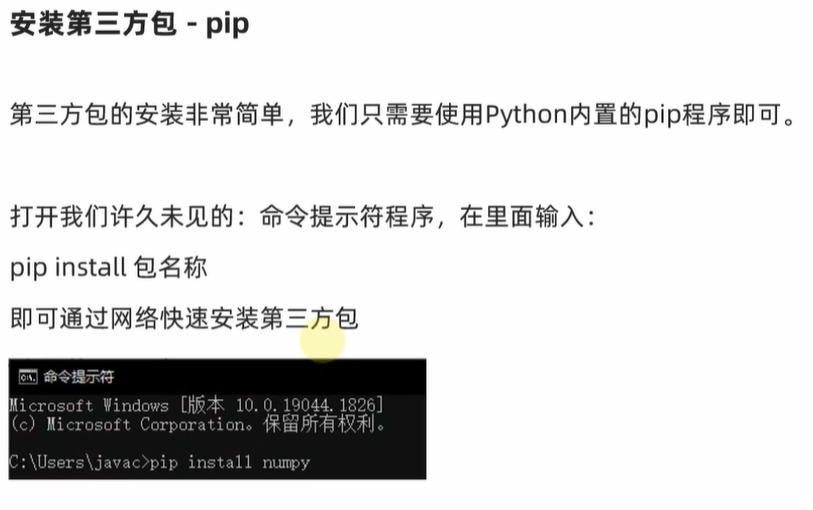 安装第三方包 - pip
第三方包的安装非常简单，我们只需要使用Python内置的pip程序即可。
打开我们许久未见的：命令提示符程序，在里面输入：
pip install 包名称
即可通过网络快速安装第三方包
命令提示符
Microsoft Windows [版本 10.0.19044.1826]
(c) Microsoft Corporation。保留所有权利。
C:\Users\javac>pip install numpy